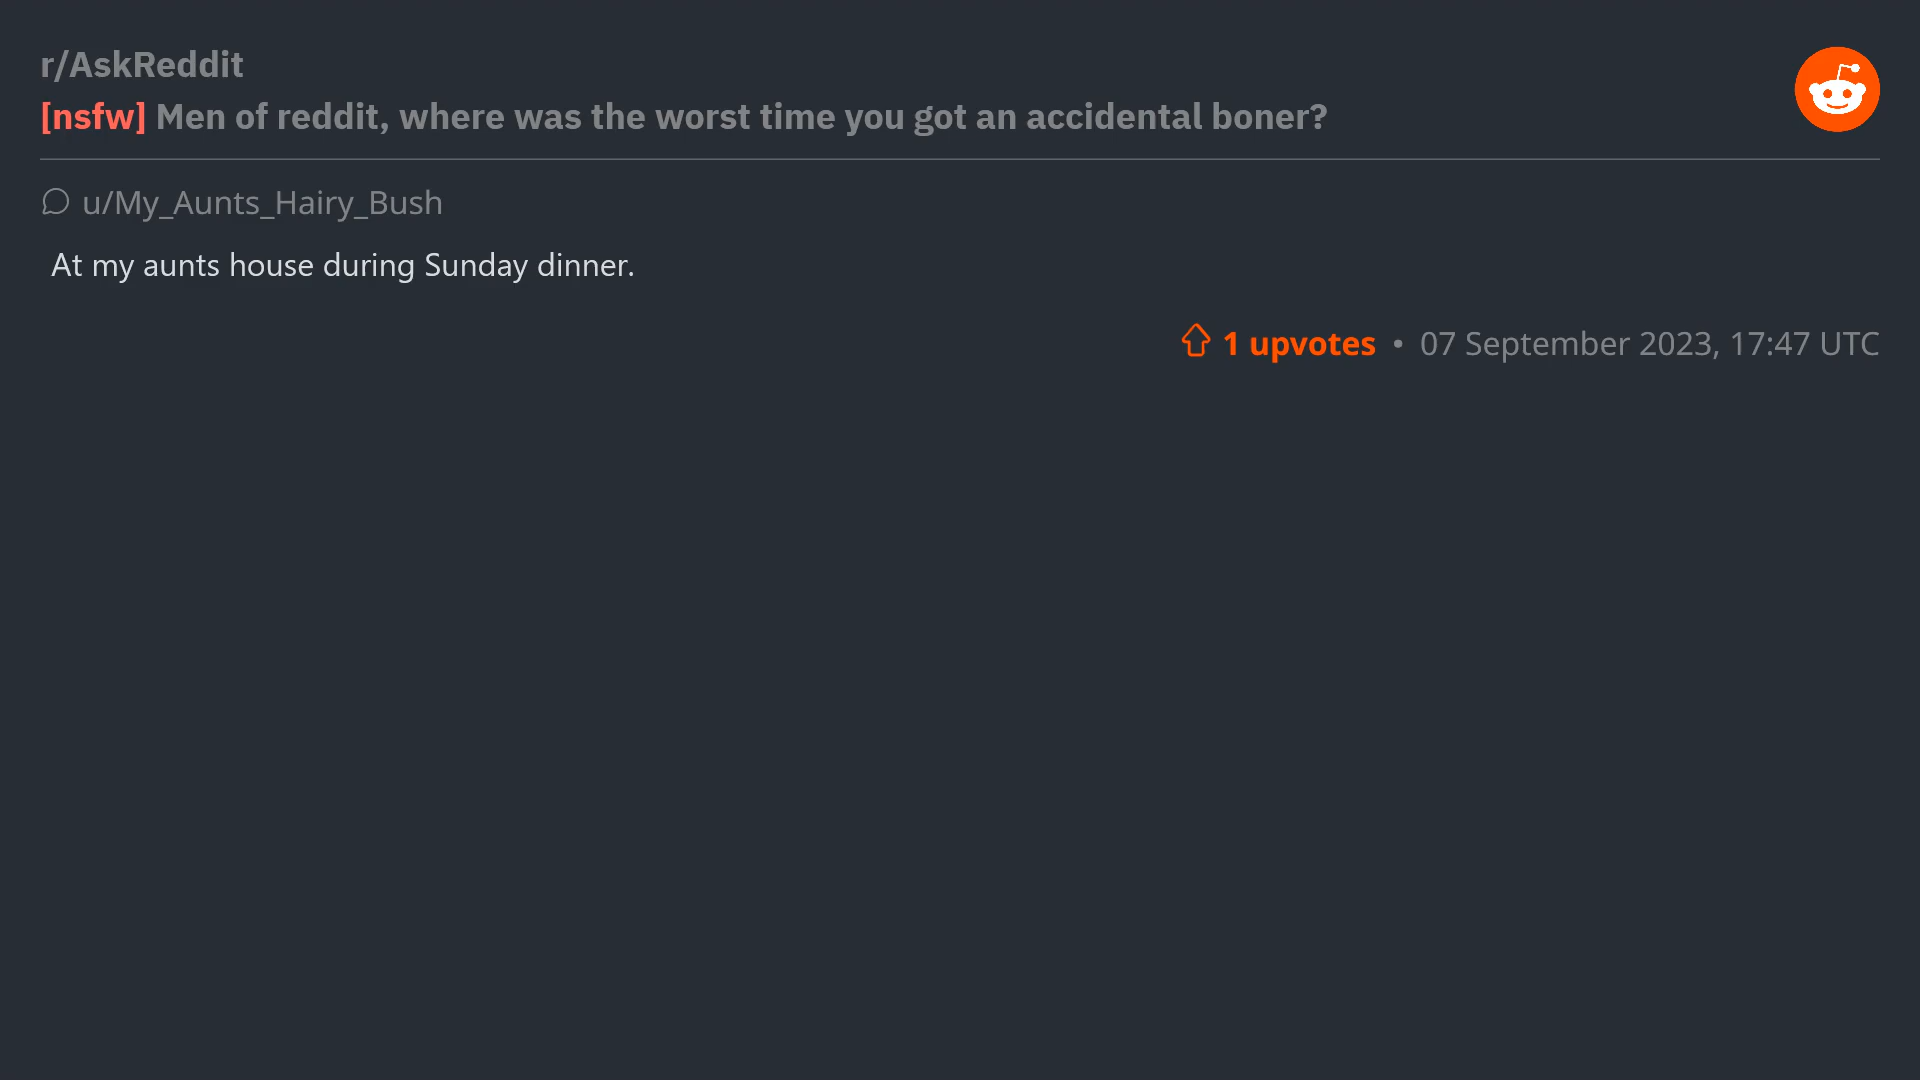 r/AskReddit
[nsfw] Men of reddit, where was the worst time you got an accidental boner?
u/My_Aunts_Hairy_Bush
At my aunts house during Sunday dinner.
1 upvotes • 07 September 2023, 17:47 UTC